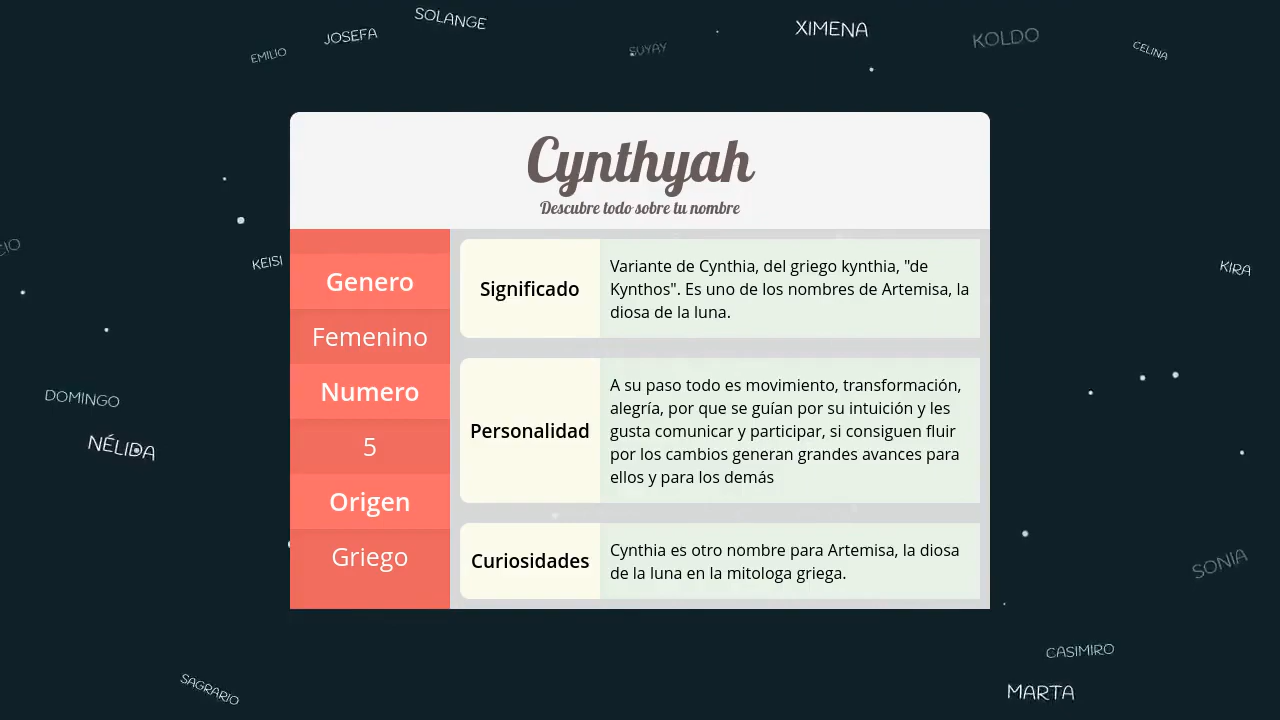 SOLANGE
XIMENA
JOSEFA
KOLDO
EMILIO
SUYAY
CELINA
Cynthyah
Descubre todo sobre tu nombre
CIO
KEISI
KIRA
Genero
Femenino
Numero
5
Origen
Griego
Significado
Variante de Cynthia, del griego kynthia, "de
Kynthos". Es uno de los nombres de Artemisa, la
diosa de la luna.
Personalidad
A su paso todo es movimiento, transformación,
alegría, por que se guían por su intuición y les
gusta comunicar y participar, si consiguen fluir
por los cambios generan grandes avances para
ellos y para los demás
Curiosidades
Cynthia es otro nombre para Artemisa, la diosa
de la luna en la mitologa griega.
DOMINGO
NÉLIDA
SONIA
CASIMIRO
SAGRARIO
MARTA